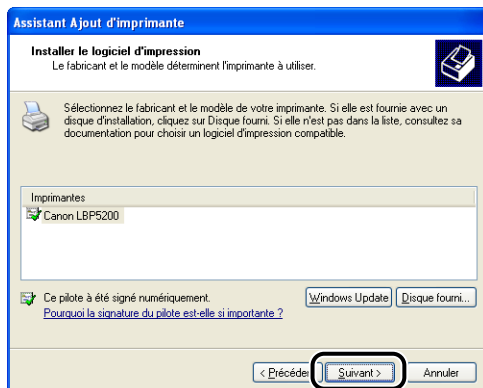 Assistant Ajout d'imprimante
Installer le logiciel d'impression
Le fabricant et le modèle déterminent l'imprimante à utiliser.
Sélectionnez le fabricant et le modèle de votre imprimante. Si elle est fournie avec un
disque d'installation, cliquez sur Disque fourni. Si elle n'est pas dans la liste, consultez sa
documentation pour choisir un logiciel d'impression compatible.
Imprimantes
Canon LBP5200
Ce pilote à été signé numériquement.
Windows Update
Disque fourni...
Pourquoi la signature du pilote est-elle si importante ?
< Précéder
Suivant >
Annuler